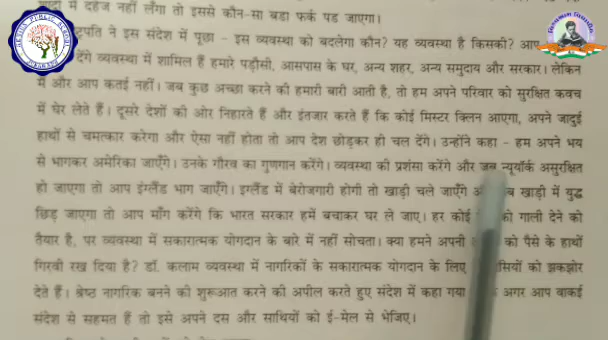 शादी में दहेज नहीं लूँगा तो इससे कौन-सा बड़ा फर्क पड़ जाएगा।
ने इस संदेश में पूछा - इस व्यवस्था को बदलेगा कौन? यह व्यवस्था है किसकी? आप
देंगे व्यवस्था में शामिल हैं हमारे पड़ौसी, आसपास के घर, अन्य शहर, अन्य समुदाय और सरकार। लेकिन
मैं और आप कतई नहीं। जब कुछ अच्छा करने की हमारी बारी आती है, तो हम अपने परिवार को सुरक्षित कवच
में घेर लेते हैं। दूसरे देशों की ओर निहारते हैं और इंतजार करते हैं कि कोई मिस्टर क्लिन आएगा, अपने जादुई
हाथों से चमत्कार करेगा और ऐसा नहीं होता तो आप देश छोड़कर ही चल देंगे। उन्होंने कहा - हम अपने भय
से भागकर अमेरिका जाएँगे। उनके गौरव का गुणगान करेंगे। व्यवस्था की प्रशंसा करेंगे और जब न्यूयॉर्क असुरक्षित
हो जाएगा तो आप इंग्लैंड भाग जाएँगे। इग्लैंड में बेरोजगारी होगी तो खाड़ी चले जाएँगे खाड़ी में युद्ध
छिड़ जाएगा तो आप माँग करेंगे कि भारत सरकार हमें बचाकर घर ले जाए। हर कोई को गाली देने को
तैयार है, पर व्यवस्था में सकारात्मक योगदान के बारे में नहीं सोचता। क्या हमने अपनी को पैसे के हाथों
गिरवी रख दिया है? डॉ. कलाम व्यवस्था में नागरिकों के सकारात्मक योगदान के लिए को झकझोर
देते हैं। श्रेष्ठ नागरिक बनने की शुरूआत करने की अपील करते हुए संदेश में कहा गया अगर आप वाकई
संदेश से सहमत हैं तो इसे अपने दस और साथियों को ई-मेल से भेजिए।